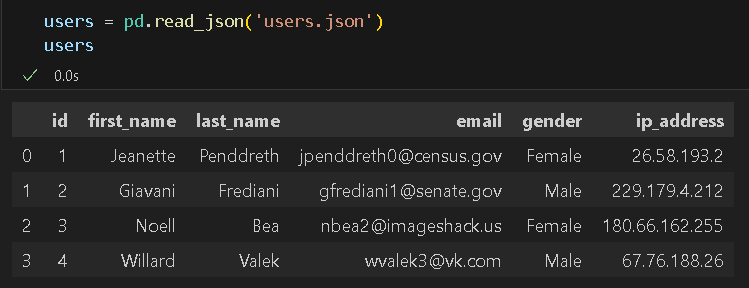 users = pd.read_json('users.json')
users
0.0s
id first_name last_name email gender ip_address
0 1 Jeanette Penddreth jpenddreth0@census.gov Female 26.58.193.2
1 2 Giavani Frediani gfrediani1@senate.gov Male 229.179.4.212
2 3 Noell Bea nbea2@imageshack.us Female 180.66.162.255
3 4 Willard Valek wvalek3@vk.com Male 67.76.188.26